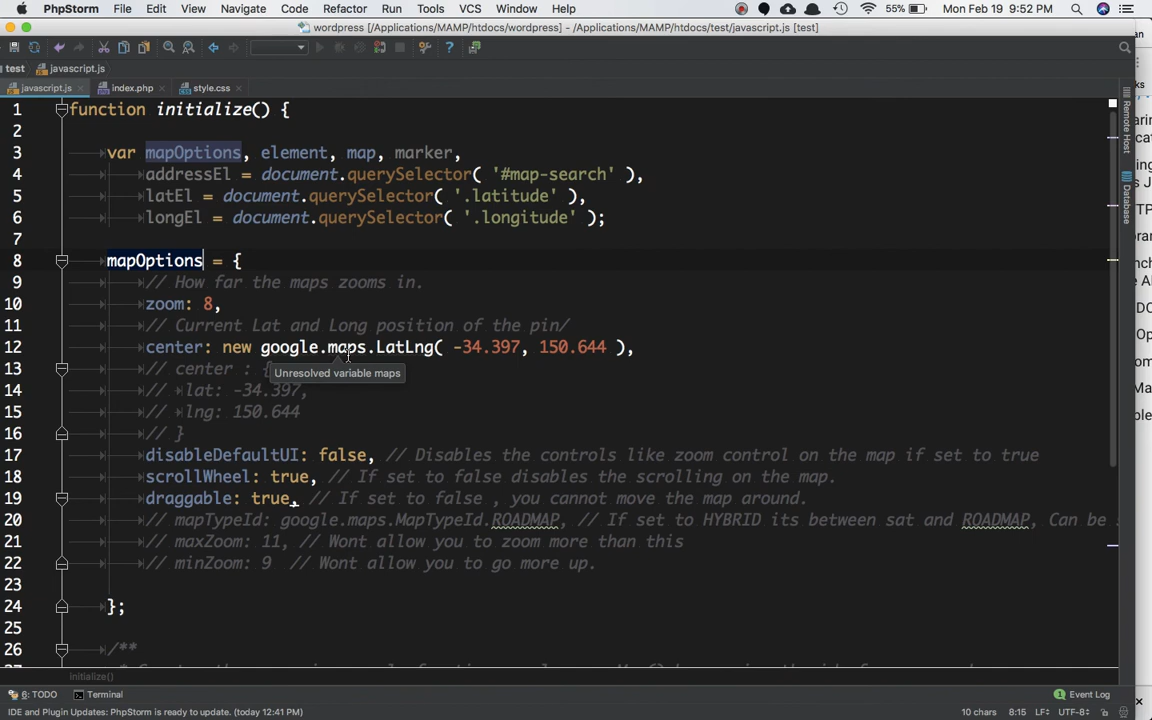 PhpStorm File Edit View Navigate Code Refactor Run Tools VCS Window Help 55% Mon Feb 19 9:52 PM
wordpress [/Applications/MAMP/htdocs/wordpress] - /Applications/MAMP/htdocs/test/javascript.js [test]
test javascript.js
javascript.js index.php style.css
1 function initialize() {
2
3 var mapOptions, element, map, marker,
4 addressEl = document.querySelector( '#map-search' ),
5 latEl = document.querySelector( '.latitude' ),
6 longEl = document.querySelector( '.longitude' );
7
8 mapOptions = {
9 // How far the maps zooms in.
10 zoom: 8,
11 // Current Lat and Long position of the pin/
12 center: new google.maps.LatLng( -34.397, 150.644 ),
13 // center : {
Unresolved variable maps
14 // lat: -34.397,
15 // lng: 150.644
16 // }
17 disableDefaultUI: false, // Disables the controls like zoom control on the map if set to true
18 scrollWheel: true, // If set to false disables the scrolling on the map.
19 draggable: true, // If set to false , you cannot move the map around.
20 // mapTypeId: google.maps.MapTypeId.ROADMAP, // If set to HYBRID its between sat and ROADMAP, Can be
21 // maxZoom: 11, // Wont allow you to zoom more than this
22 // minZoom: 9 // Wont allow you to go more up.
23
24 };
25
26 /**
initialize()
Remote Host
Database
6: TODO Terminal 1 Event Log
IDE and Plugin Updates: PhpStorm is ready to update. (today 12:41 PM) 10 chars 8:15 LF UTF-8